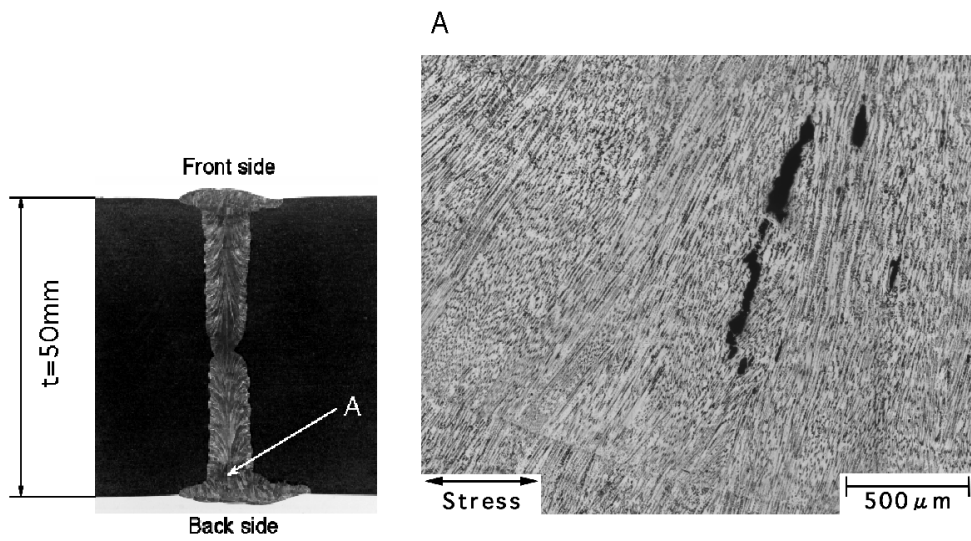 A
Front side
t=50mm
A
Back side
Stress
500 μm